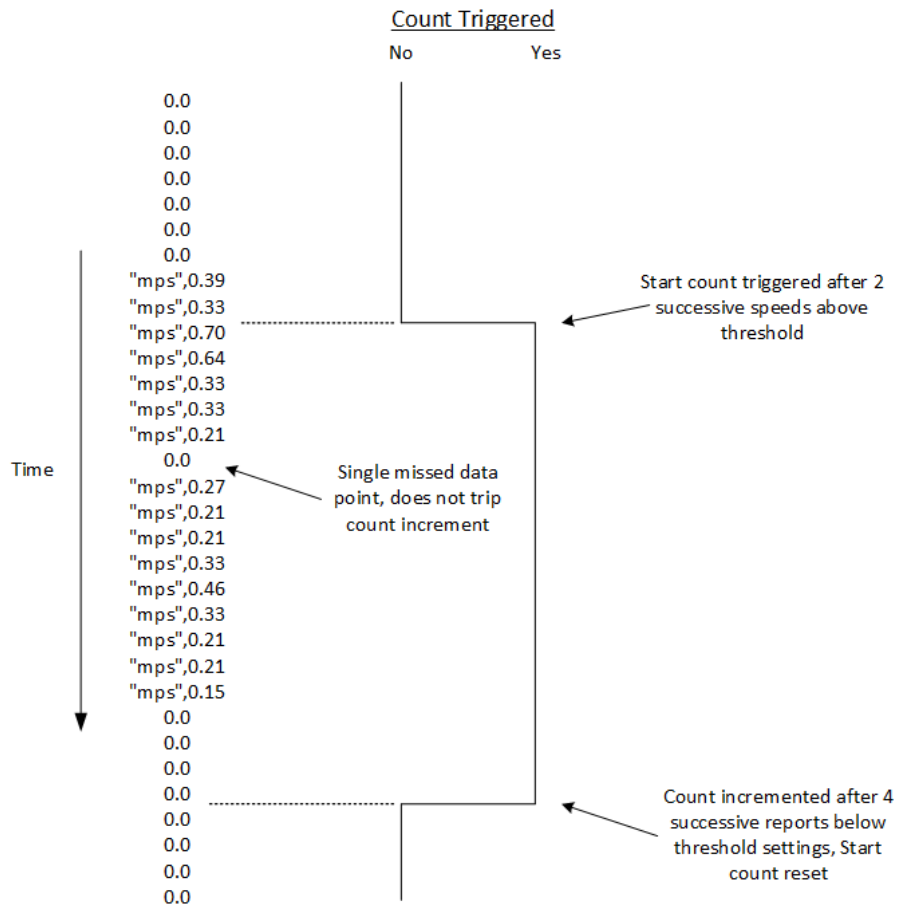 Count Triggered
No Yes
0.0
0.0
0.0
0.0
0.0
0.0
0.0
"mps",0.39
"mps",0.33
"mps",0.70
"mps",0.64
"mps",0.33
"mps",0.33
"mps",0.21
0.0
"mps",0.27
"mps",0.21
"mps",0.21
"mps",0.33
"mps",0.46
"mps",0.33
"mps",0.21
"mps",0.21
"mps",0.15
0.0
0.0
0.0
0.0
0.0
0.0
0.0
0.0
Time
Start count triggered after 2
successive speeds above
threshold
Single missed data
point, does not trip
count increment
Count incremented after 4
successive reports below
threshold settings, Start
count reset